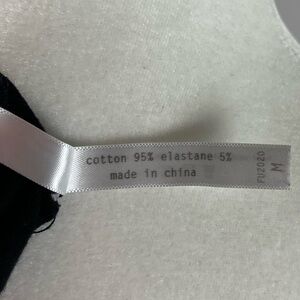 cotton 95% elastane 5%
made in china
FU2020
M